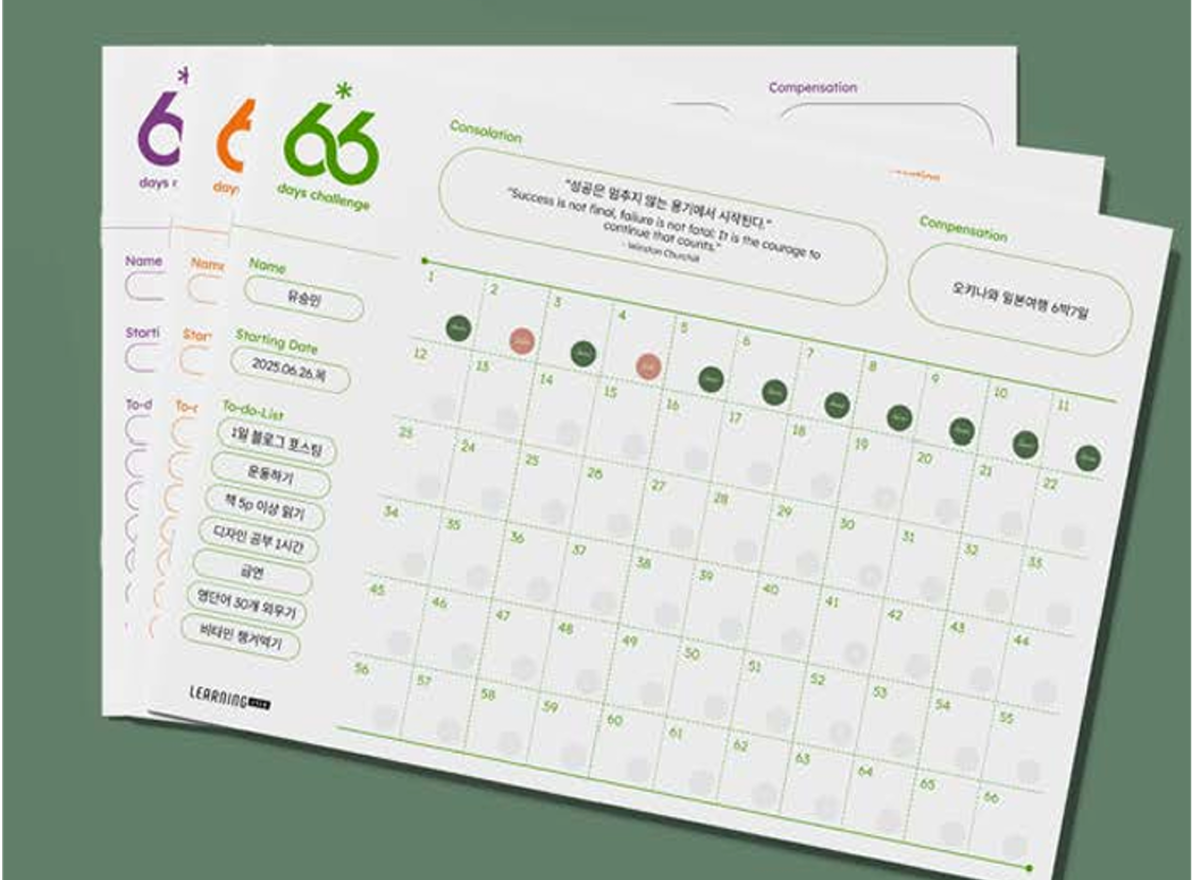 Compensation
66
days challenge
Consolation
"성공은 멈추지 않는 용기에서 시작된다."
"Success is not final, failure is not fatal: It is the courage to
continue that counts."
- Winston Churchill
Compensation
오키나와 일본여행 6박7일
Name
유승민
Starting Date
2025.06.26.목
To-do-List
1일 블로그 포스팅
운동하기
책 5p 이상 읽기
디자인 공부 1시간
금연
영단어 30개 외우기
비타민 챙겨먹기
LEARNING
1 2 3 4 5 6 7 8 9 10 11
12 13 14 15 16 17 18 19 20 21 22
23 24 25 26 27 28 29 30 31 32 33
34 35 36 37 38 39 40 41 42 43 44
45 46 47 48 49 50 51 52 53 54 55
56 57 58 59 60 61 62 63 64 65 66
6
days
Name
Starti
To-d
6
days
Name
Start